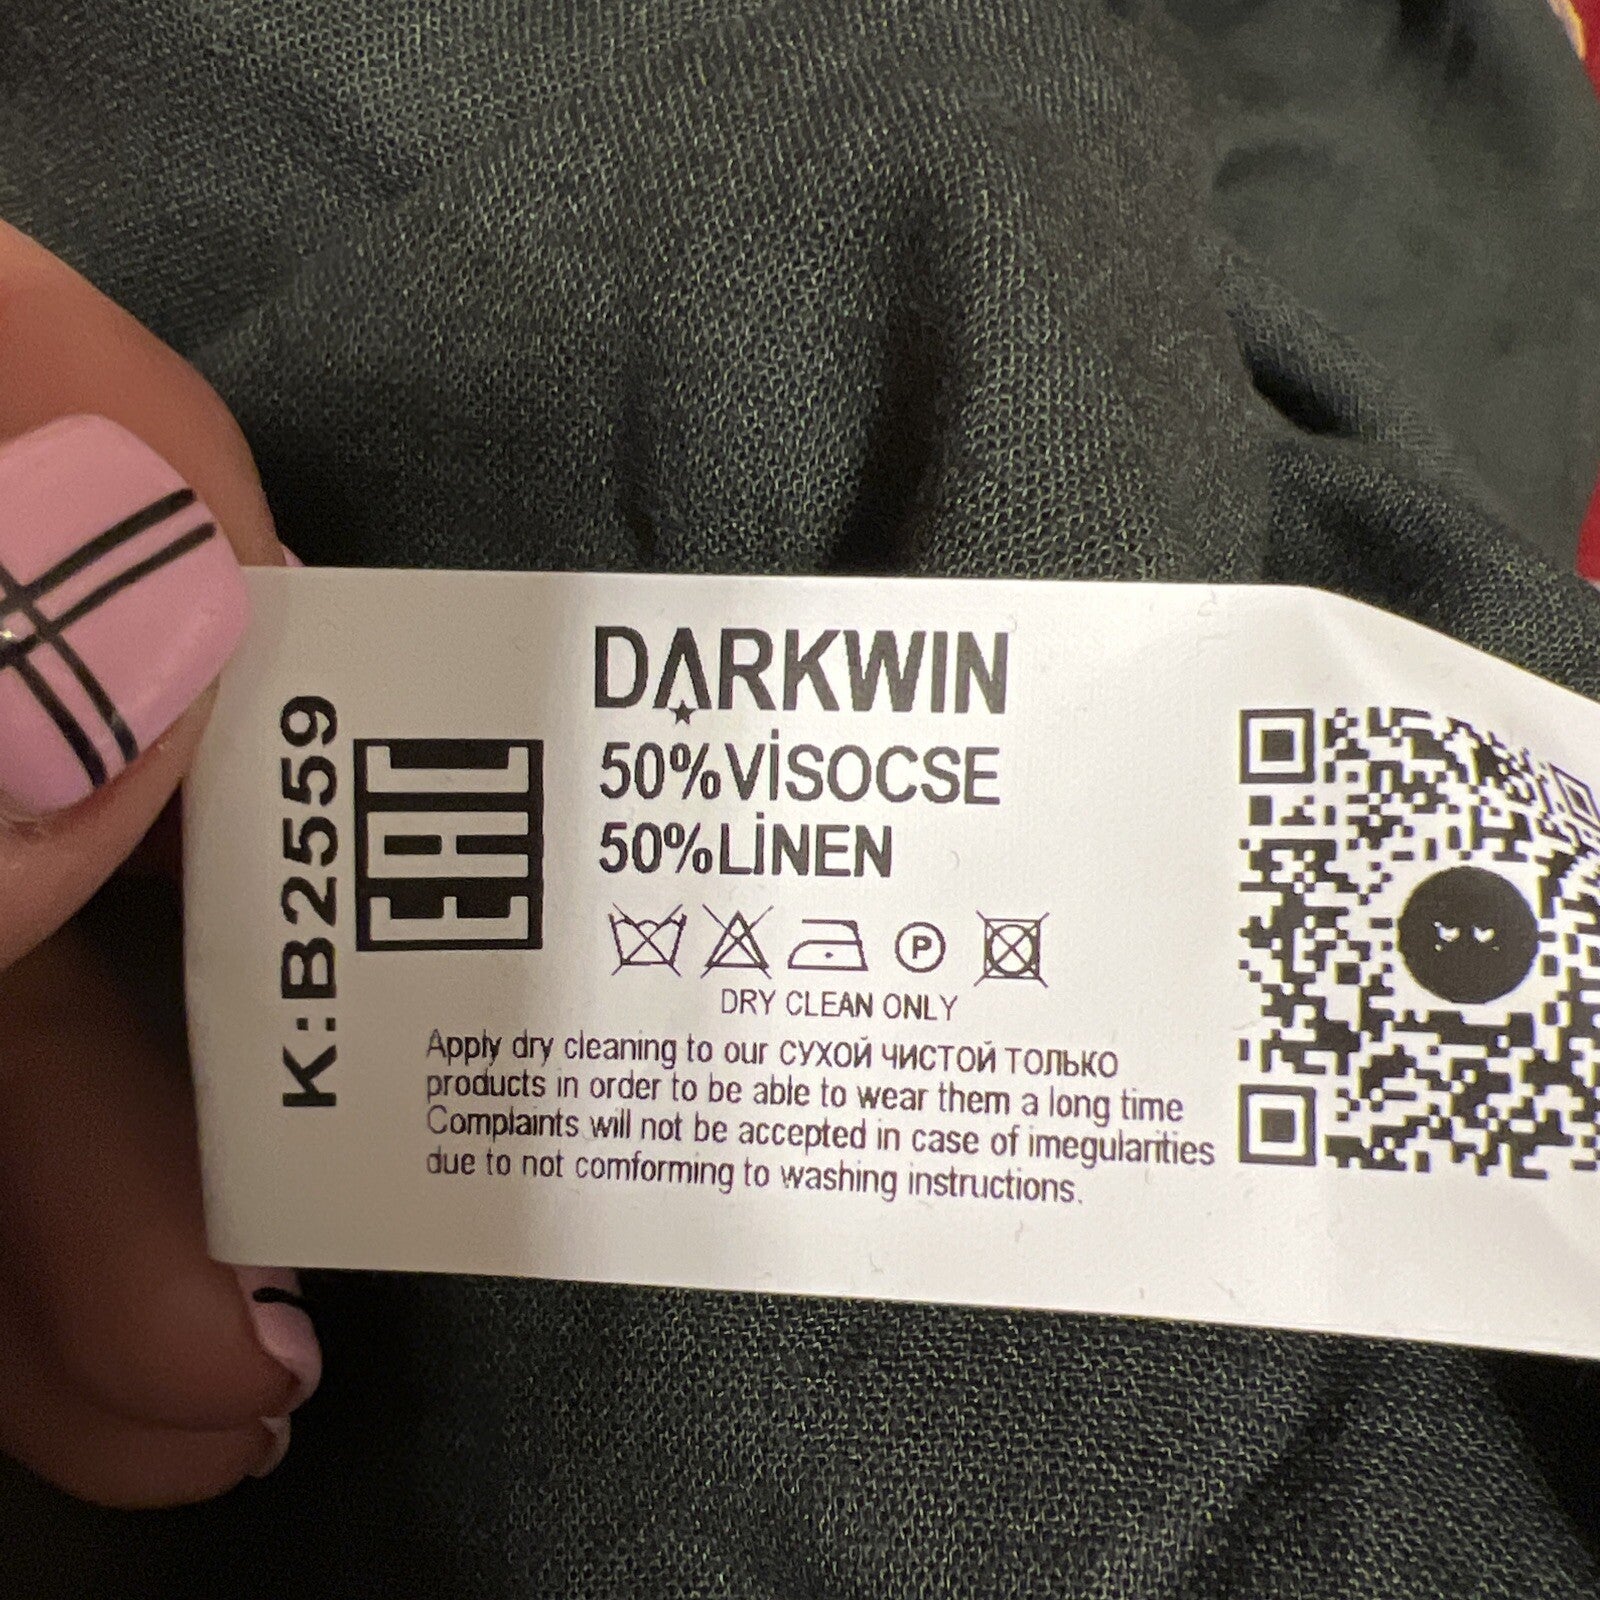 K:B2559
EAC
DARKWIN
50%VİSOCSE
50%LİNEN
P
DRY CLEAN ONLY
Apply dry cleaning to our СУХОЙ ЧИСТОЙ ТОЛЬКО
products in order to be able to wear them a long time
Complaints will not be accepted in case of imegularities
due to not comforming to washing instructions.